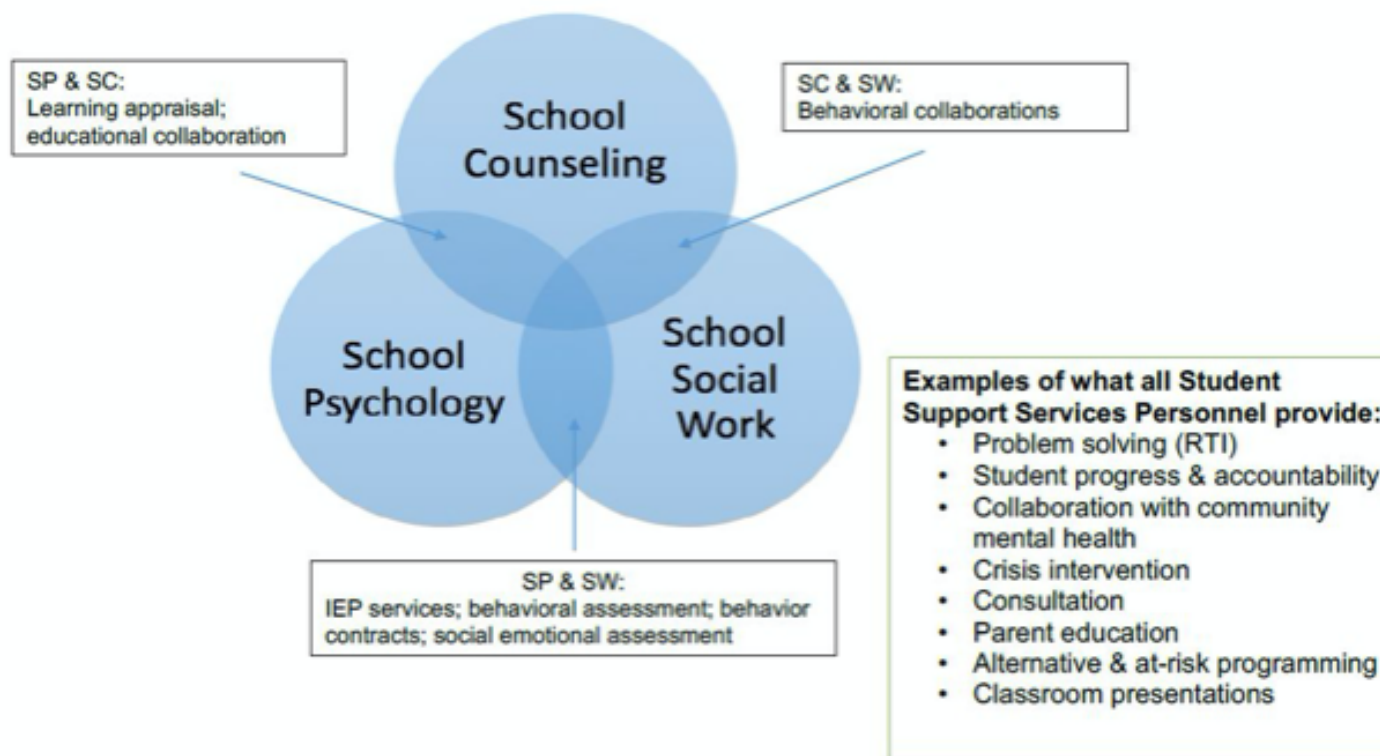 SP & SC:
Learning appraisal;
educational collaboration
School
Counseling
SC & SW:
Behavioral collaborations
School
Psychology
School
Social
Work
SP & SW:
IEP services; behavioral assessment; behavior
contracts; social emotional assessment
Examples of what all Student
Support Services Personnel provide:
• Problem solving (RTI)
• Student progress & accountability
• Collaboration with community
mental health
• Crisis intervention
• Consultation
• Parent education
• Alternative & at-risk programming
• Classroom presentations